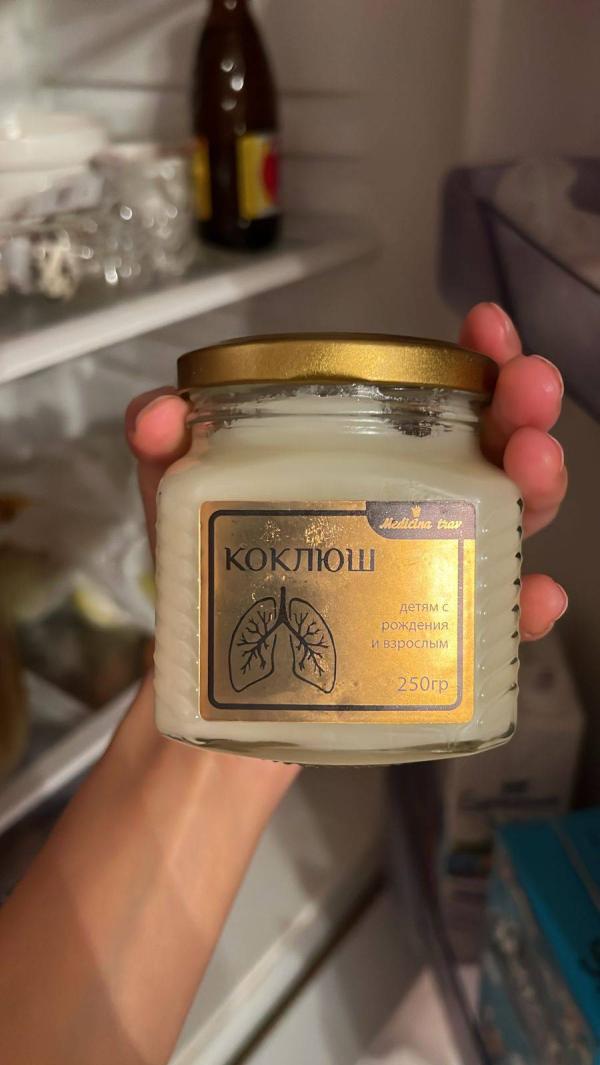 Medicina trav
КОКЛЮШ
детям с
рождения
и взрослым
250гр